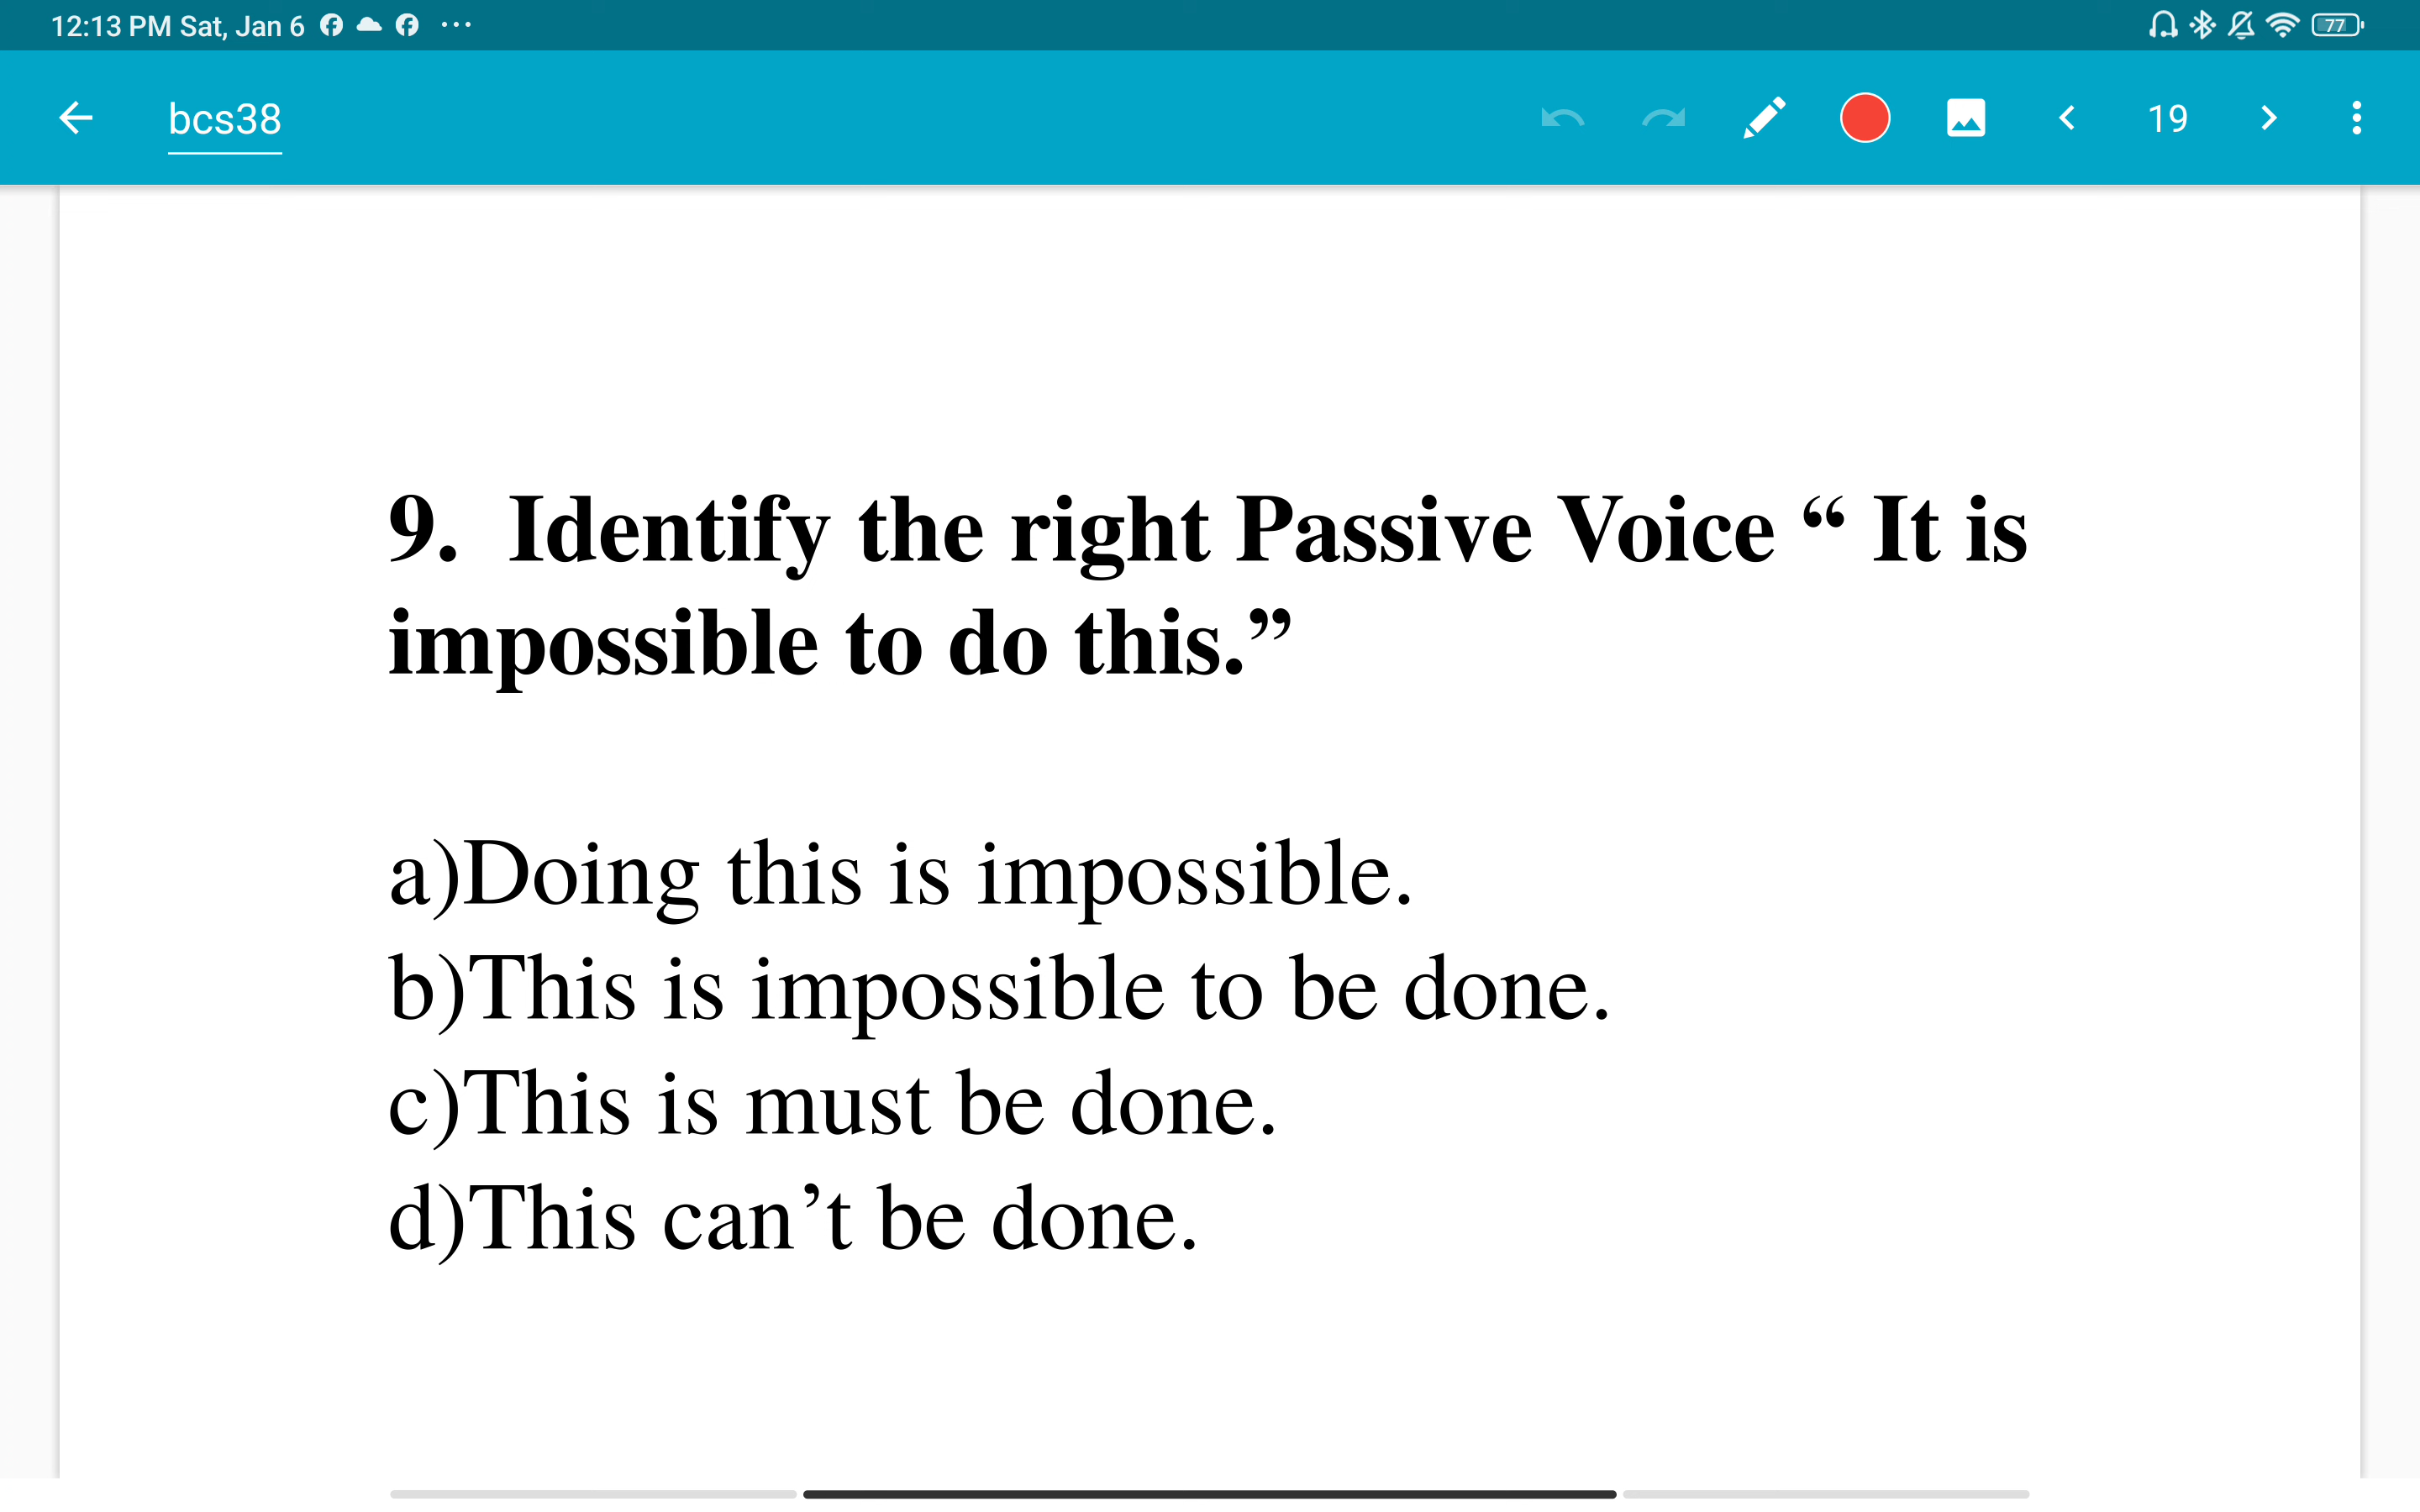 12:13 PM Sat, Jan 6
77
bcs38
19
9. Identify the right Passive Voice “ It is
impossible to do this.”
a)Doing this is impossible.
b)This is impossible to be done.
c)This is must be done.
d)This can’t be done.